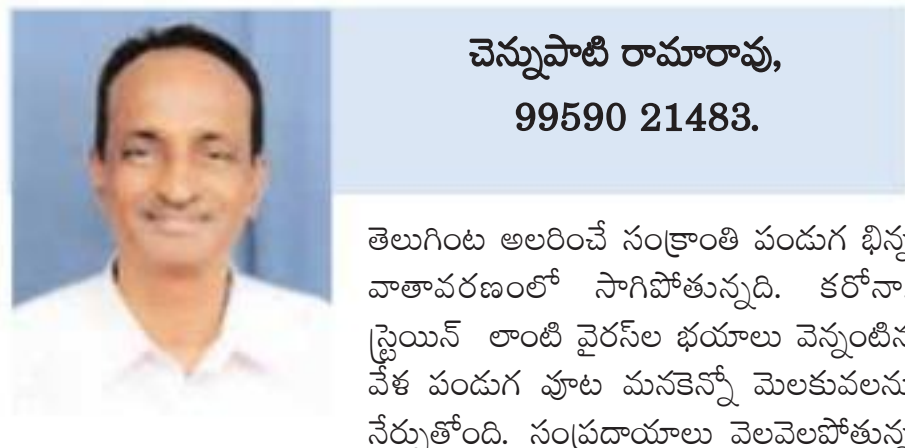 చెన్నుపాటి రామారావు,
99590 21483.
తెలుగింట అలరించే సంక్రాంతి పండుగ భిన్న
వాతావరణంలో సాగిపోతున్నది. కరోనా,
స్ట్రెయిన్ లాంటి వైరస్‌ల భయాలు వెన్నంటిన
వేళ పండుగ పూట మనకెన్నో మెలకువలను
నేర్పుతోంది. సంప్రదాయాలు వెలవెలపోతున్న